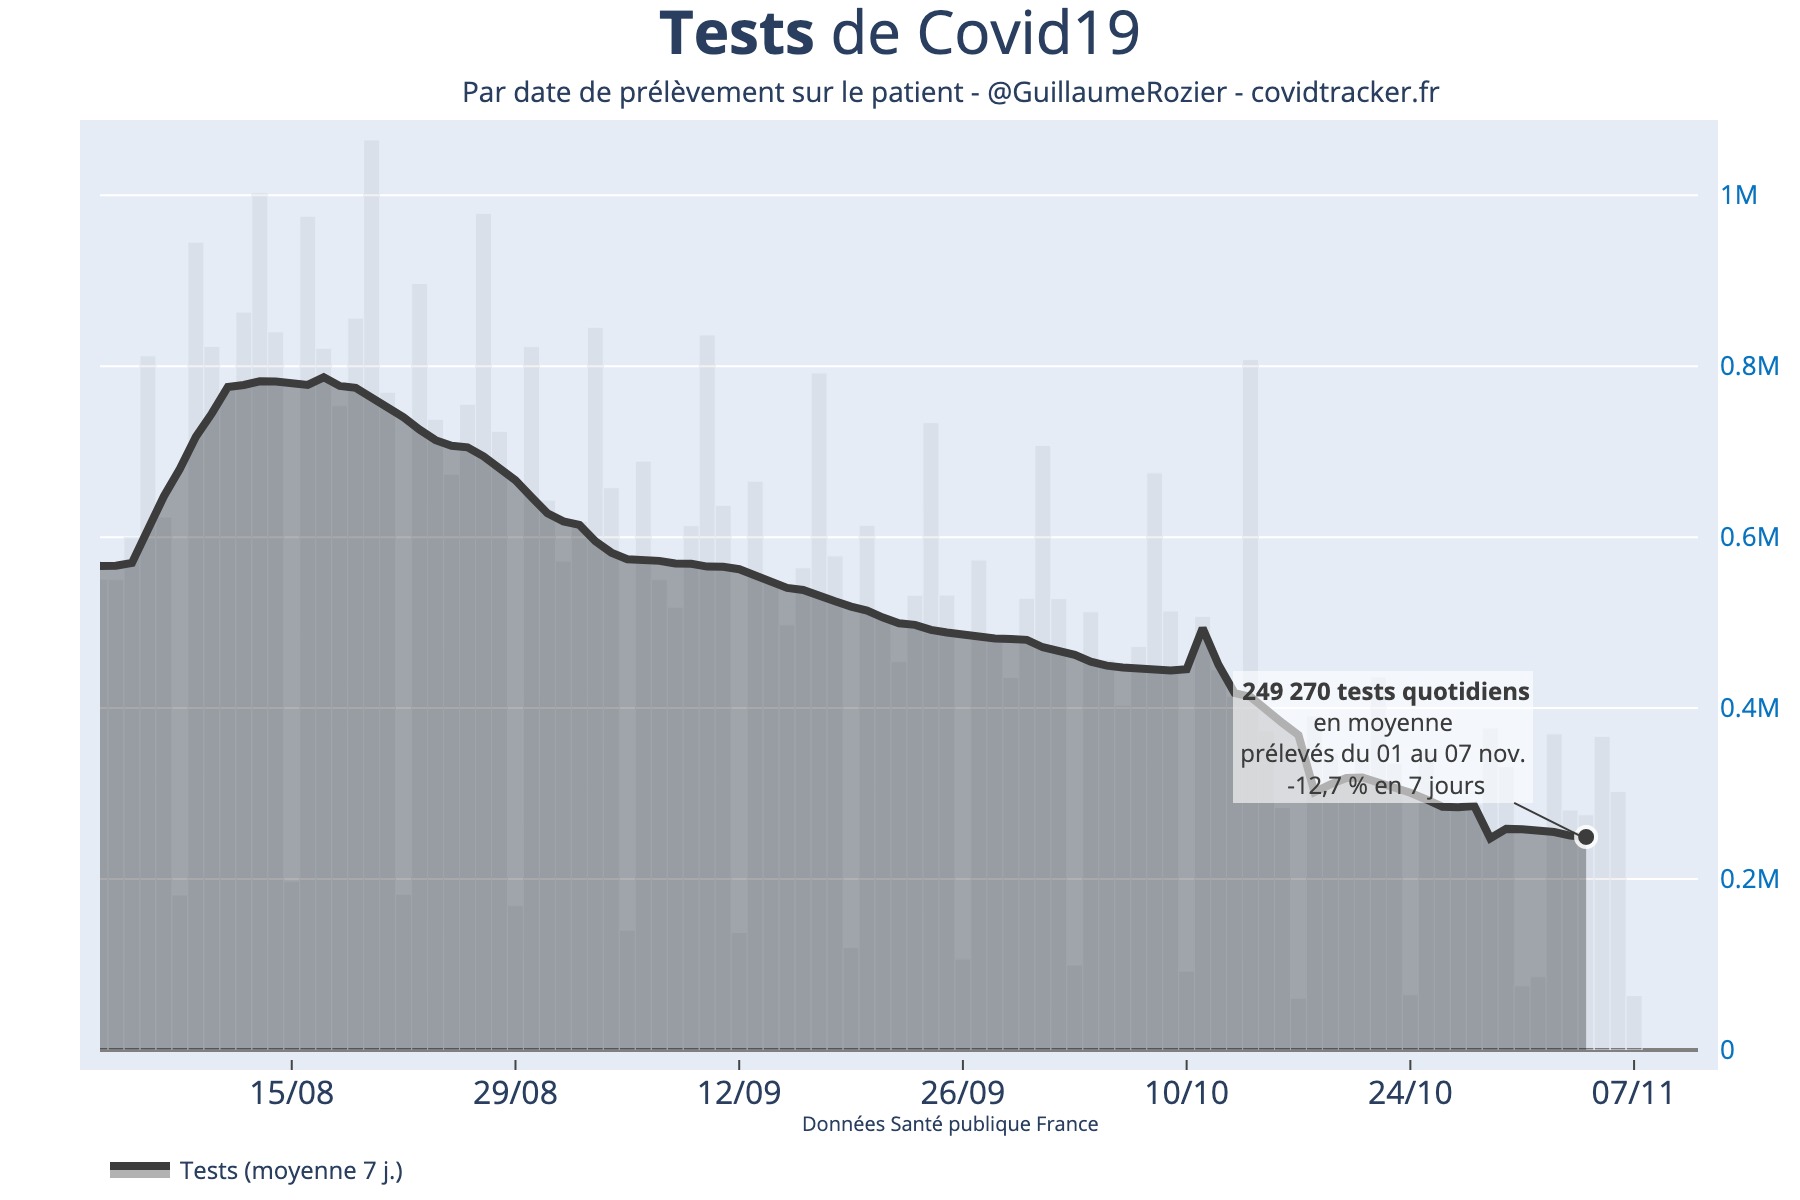 Tests de Covid19
Par date de prélèvement sur le patient - @GuillaumeRozier - covidtracker.fr
1M
0.8M
0.6M
0.4M
0.2M
0
249 270 tests quotidiens
en moyenne
prélevés du 01 au 07 nov.
-12,7 % en 7 jours
15/08 29/08 12/09 26/09 10/10 24/10 07/11
Données Santé publique France
Tests (moyenne 7 j.)